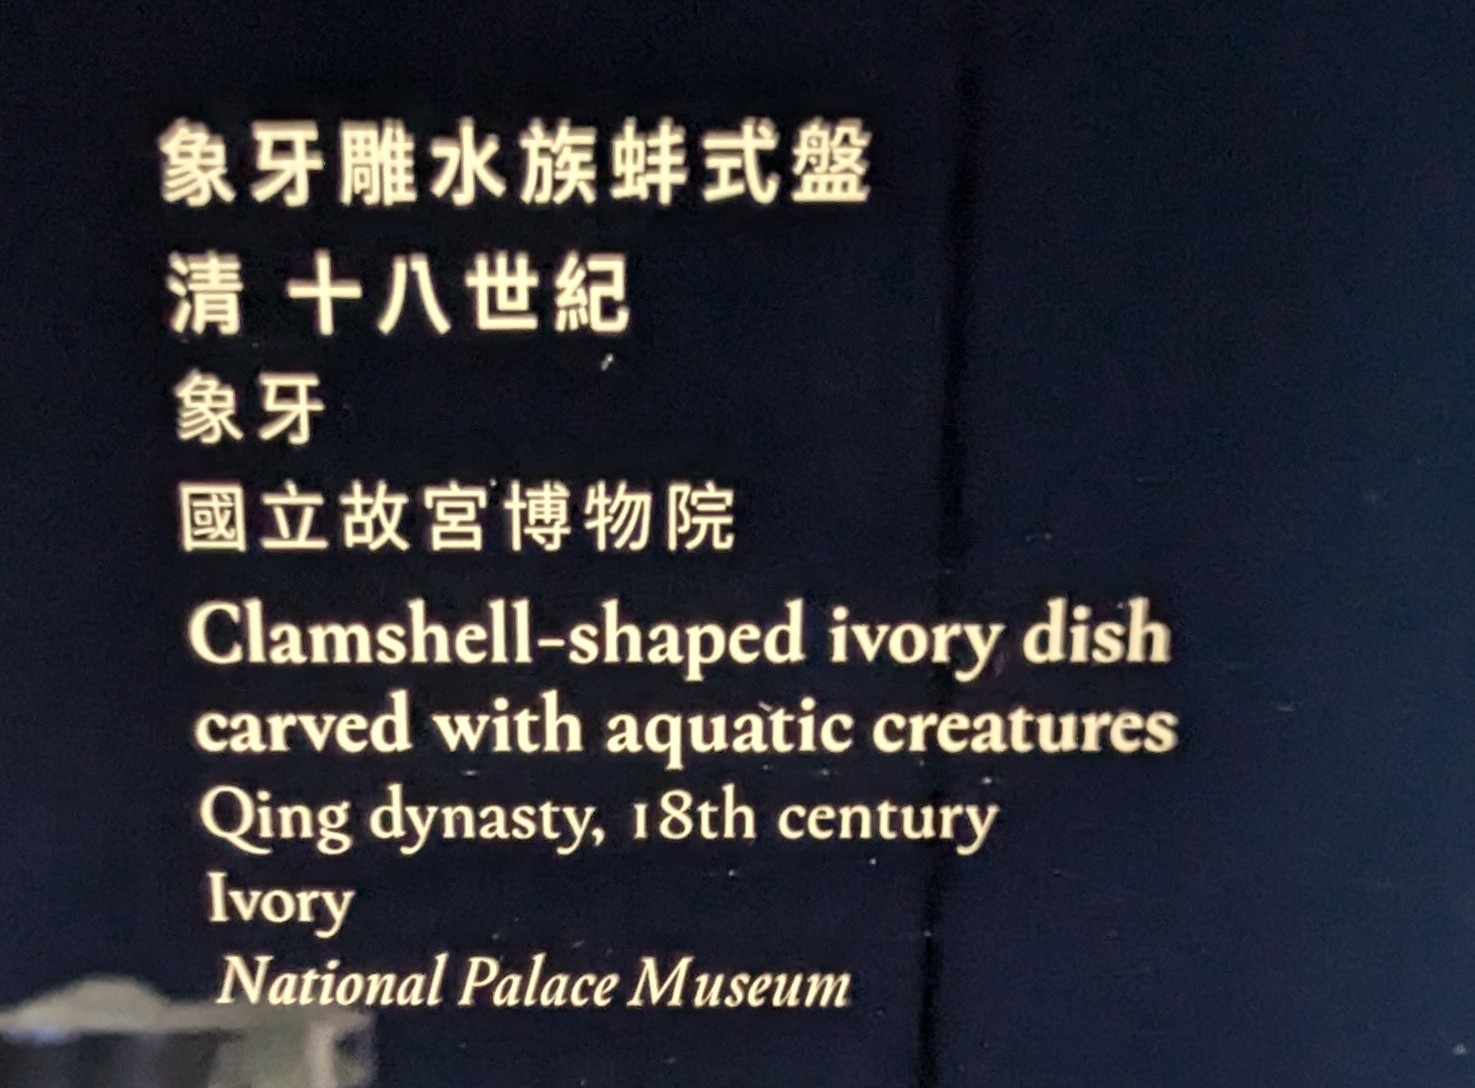 象牙雕水族蚌式盤
清 十八世紀
象牙
國立故宮博物院
Clamshell-shaped ivory dish
carved with aquatic creatures
Qing dynasty, 18th century
Ivory
National Palace Museum